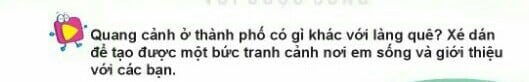 Quang cảnh ở thành phố có gì khác với làng quê? Xé dán
để tạo được một bức tranh cảnh nơi em sống và giới thiệu
với các bạn.